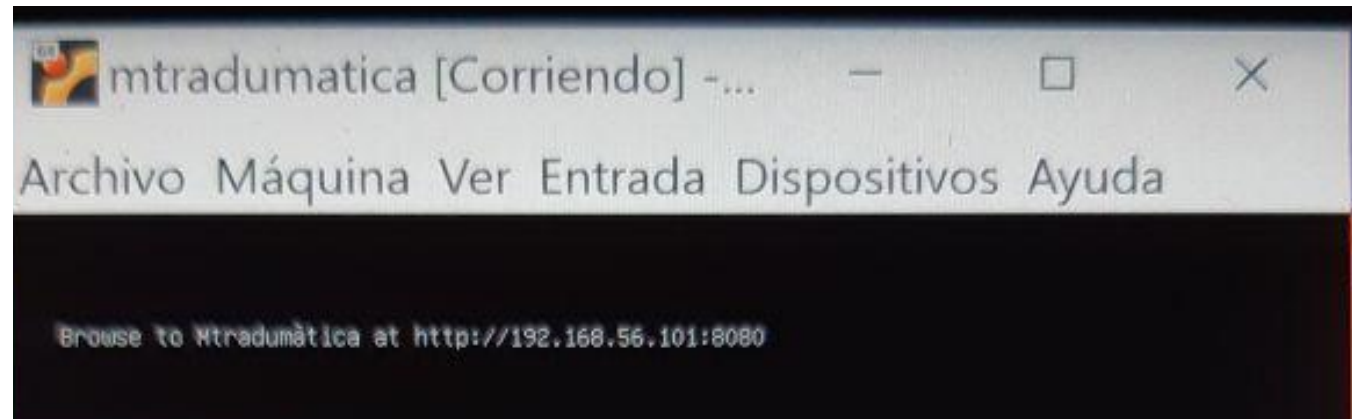 mtradumatica [Corriendo] -...
Archivo Máquina Ver Entrada Dispositivos Ayuda
Browse to Mtradumàtica at http://192.168.56.101:8080